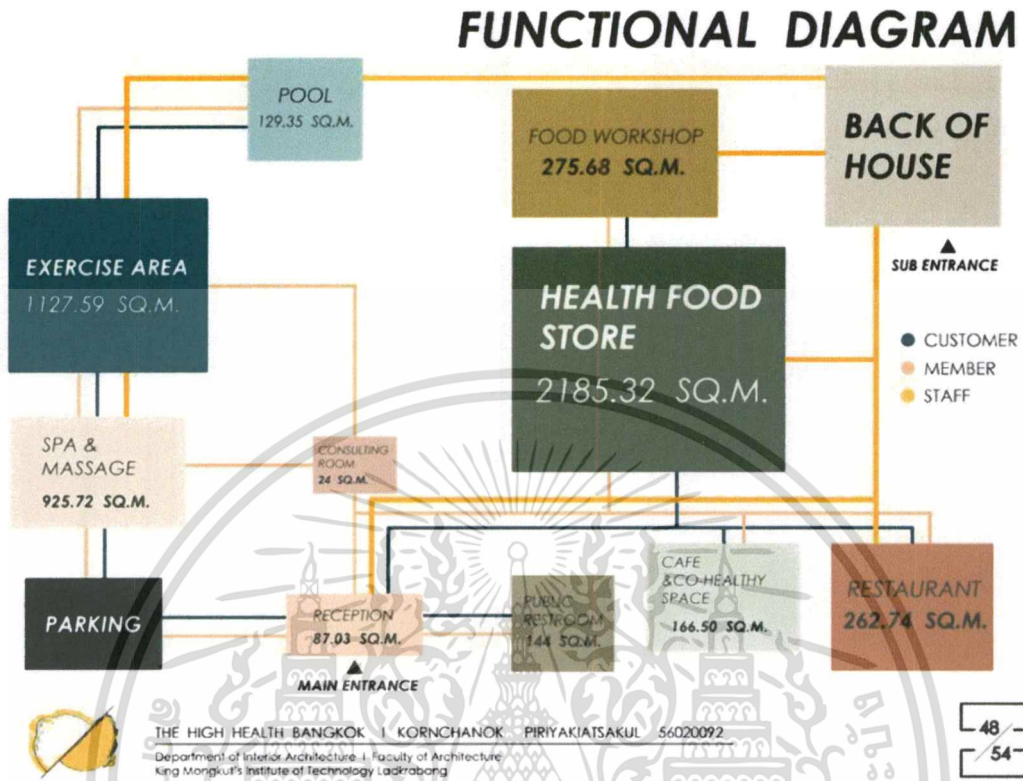 FUNCTIONAL DIAGRAM
POOL
129.35 SQ.M.
FOOD WORKSHOP
275.68 SQ.M.
BACK OF
HOUSE
SUB ENTRANCE
EXERCISE AREA
1127.59 SQ.M.
HEALTH FOOD
STORE
2185.32 SQ.M.
CUSTOMER
MEMBER
STAFF
SPA &
MASSAGE
925.72 SQ.M.
CONSULTING
ROOM
24 SQ.M.
PARKING
RECEPTION
87.03 SQ.M.
MAIN ENTRANCE
PUBLIC
RESTROOM
144 SQ.M.
CAFE
&CO-HEALTHY
SPACE
166.50 SQ.M.
RESTAURANT
262.74 SQ.M.
THE HIGH HEALTH BANGKOK I KORNCHANOK PIRIYAKIATSAKUL 56020092
Department of Interior Architecture I Faculty of Architecture
King Mongkut's Institute of Technology Ladkrabang
48
54